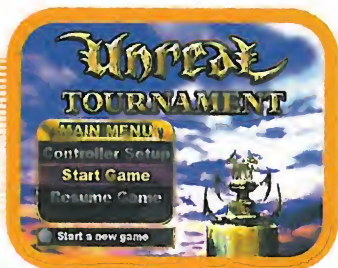 Unreal
TOURNAMENT
MAIN MENU
Controller Setup
Start Game
Resume Game
Start a new game